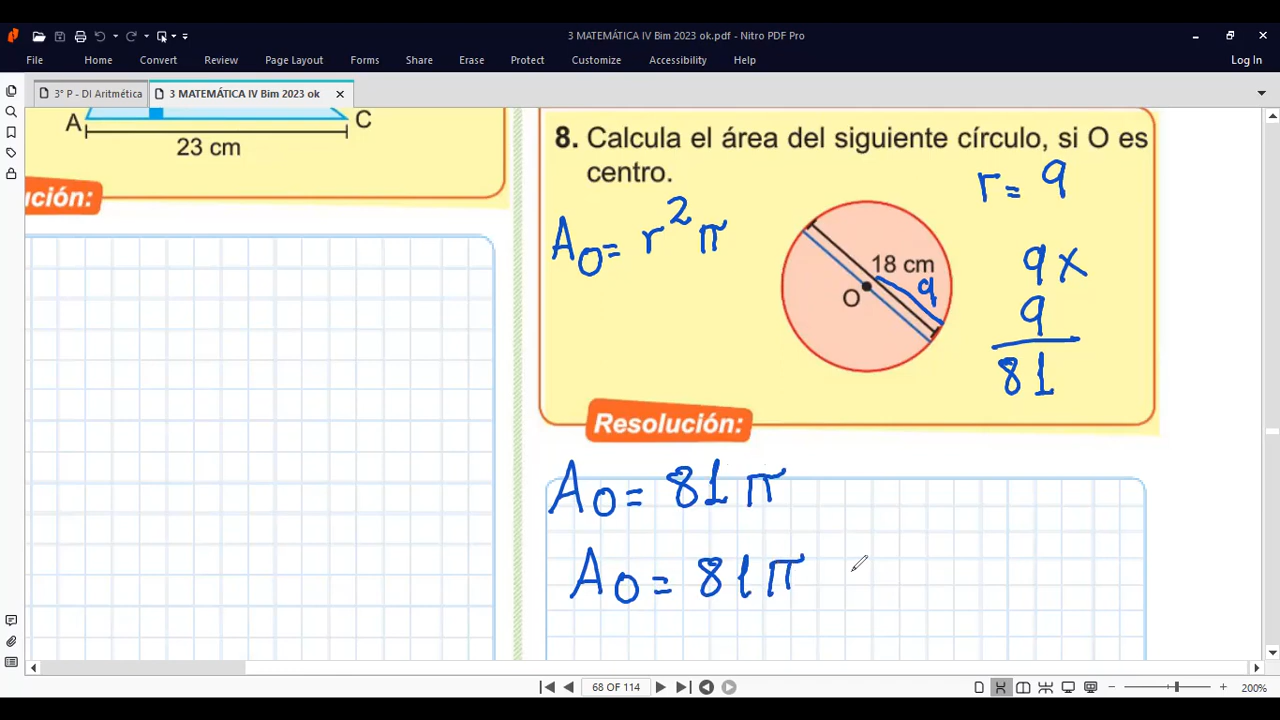 3 MATEMÁTICA IV Bim 2023 ok.pdf - Nitro PDF Pro
File Home Convert Review Page Layout Forms Share Erase Protect Customize Accessibility Help Log In
3° P - DI Aritmética 3 MATEMÁTICA IV Bim 2023 ok
A C
23 cm
ución:
8. Calcula el área del siguiente círculo, si O es
centro.
r = 9
A○ = r² π
18 cm
9
O
9 x
9
81
Resolución:
A○ = 81 π
A○ = 81 π
68 OF 114
200%